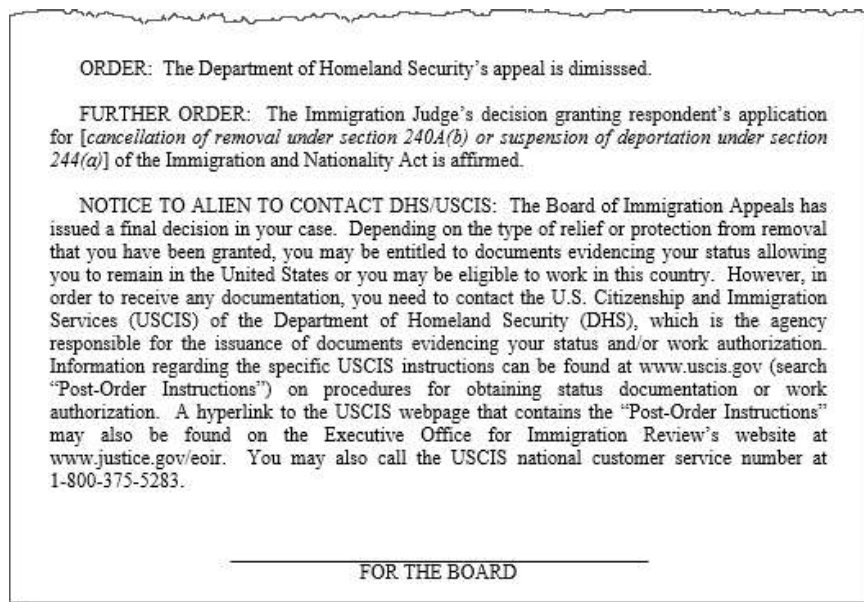 ORDER: The Department of Homeland Security's appeal is dimisssed.
FURTHER ORDER: The Immigration Judge's decision granting respondent's application
for [cancellation of removal under section 240A(b) or suspension of deportation under section
244(a)] of the Immigration and Nationality Act is affirmed.
NOTICE TO ALIEN TO CONTACT DHS/USCIS: The Board of Immigration Appeals has
issued a final decision in your case. Depending on the type of relief or protection from removal
that you have been granted, you may be entitled to documents evidencing your status allowing
you to remain in the United States or you may be eligible to work in this country. However, in
order to receive any documentation, you need to contact the U.S. Citizenship and Immigration
Services (USCIS) of the Department of Homeland Security (DHS), which is the agency
responsible for the issuance of documents evidencing your status and/or work authorization.
Information regarding the specific USCIS instructions can be found at www.uscis.gov (search
“Post-Order Instructions”) on procedures for obtaining status documentation or work
authorization. A hyperlink to the USCIS webpage that contains the “Post-Order Instructions”
may also be found on the Executive Office for Immigration Review's website at
www.justice.gov/eoir. You may also call the USCIS national customer service number at
1-800-375-5283.
FOR THE BOARD